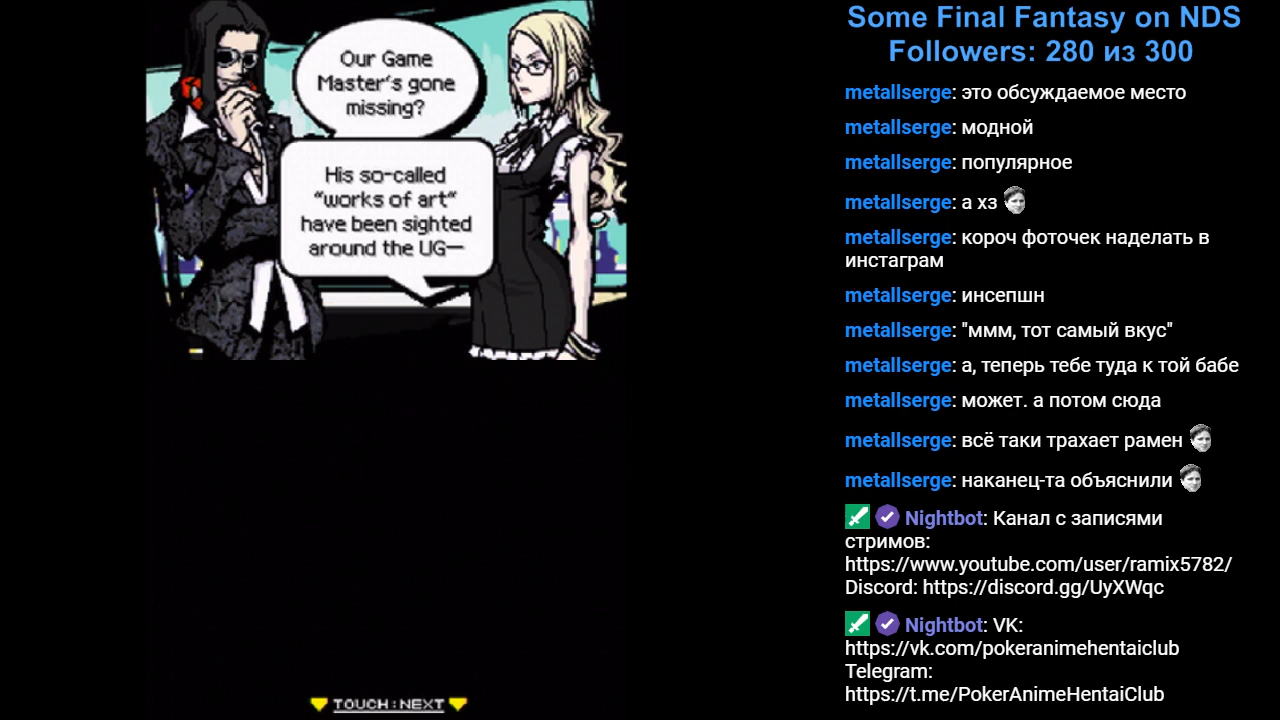 Our Game
Master's gone
missing?
His so-called
"works of art"
have been sighted
around the UG—
TOUCH:NEXT
Some Final Fantasy on NDS
Followers: 280 из 300
metallserge: это обсуждаемое место
metallserge: модной
metallserge: популярное
metallserge: а хз
metallserge: короч фоточек наделать в
инстаграм
metallserge: инсепшн
metallserge: "ммм, тот самый вкус"
metallserge: а, теперь тебе туда к той бабе
metallserge: может. а потом сюда
metallserge: всё таки трахает рамен
metallserge: наканец-та объяснили
Nightbot: Канал с записями
стримов:
https://www.youtube.com/user/ramix5782/
Discord: https://discord.gg/UyXWqc
Nightbot: VK:
https://vk.com/pokeranimehentaiclub
Telegram:
https://t.me/PokerAnimeHentaiClub